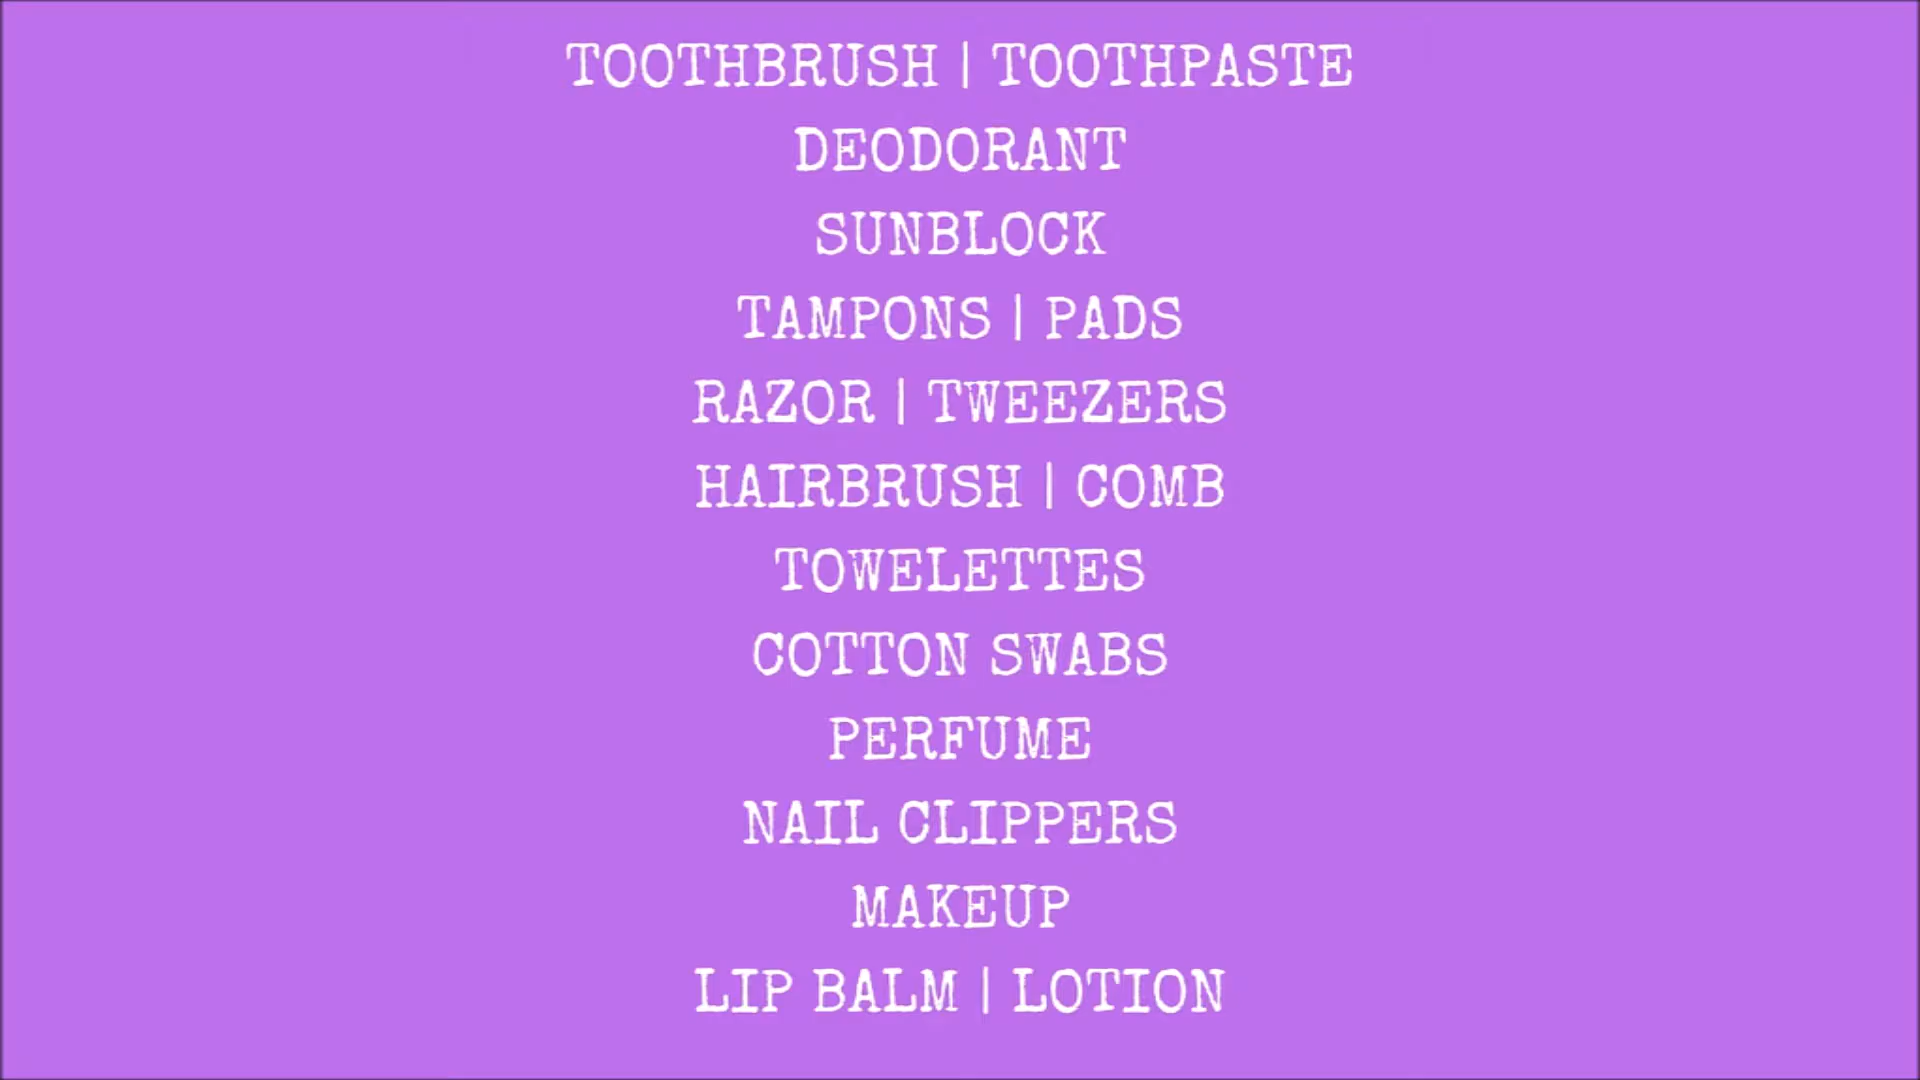 TOOTHBRUSH | TOOTHPASTE
DEODORANT
SUNBLOCK
TAMPONS | PADS
RAZOR | TWEEZERS
HAIRBRUSH | COMB
TOWELETTES
COTTON SWABS
PERFUME
NAIL CLIPPERS
MAKEUP
LIP BALM | LOTION